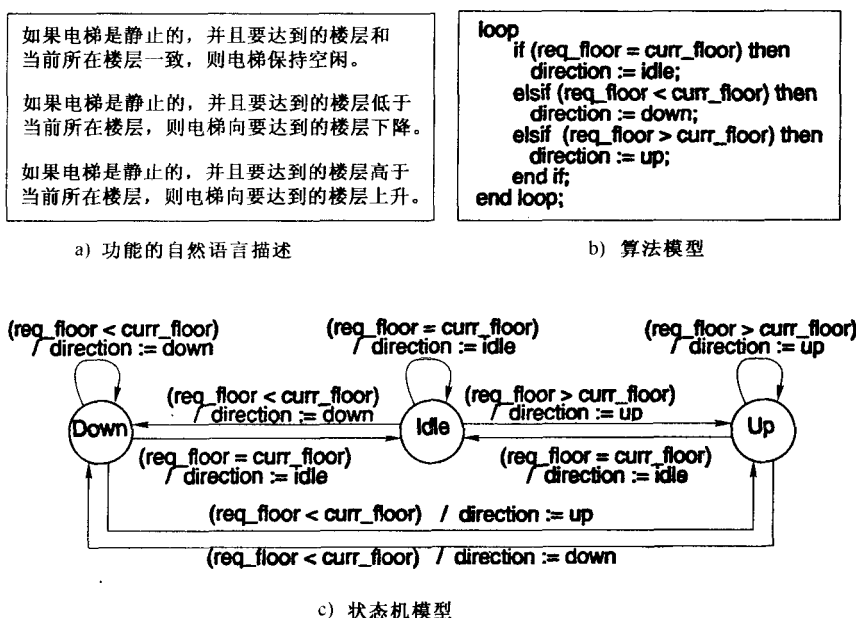 如果电梯是静止的，并且要达到的楼层和
当前所在楼层一致，则电梯保持空闲。
如果电梯是静止的，并且要达到的楼层低于
当前所在楼层，则电梯向要达到的楼层下降。
如果电梯是静止的，并且要达到的楼层高于
当前所在楼层，则电梯向要达到的楼层上升。
a) 功能的自然语言描述
loop
if (req_floor = curr_floor) then
direction := idle;
elsif (req_floor < curr_floor) then
direction := down;
elsif (req_floor > curr_floor) then
direction := up;
end if;
end loop;
b) 算法模型
(req_floor < curr_floor)
/ direction := down
(req_floor = curr_floor)
/ direction := idle
(req_floor > curr_floor)
/ direction := up
(req_floor < curr_floor)
/ direction := down
(req_floor > curr_floor)
/ direction := up
Down
Idle
Up
(req_floor = curr_floor)
/ direction := idle
(req_floor = curr_floor)
/ direction := idle
(req_floor < curr_floor) / direction := up
(req_floor < curr_floor) / direction := down
c) 状态机模型